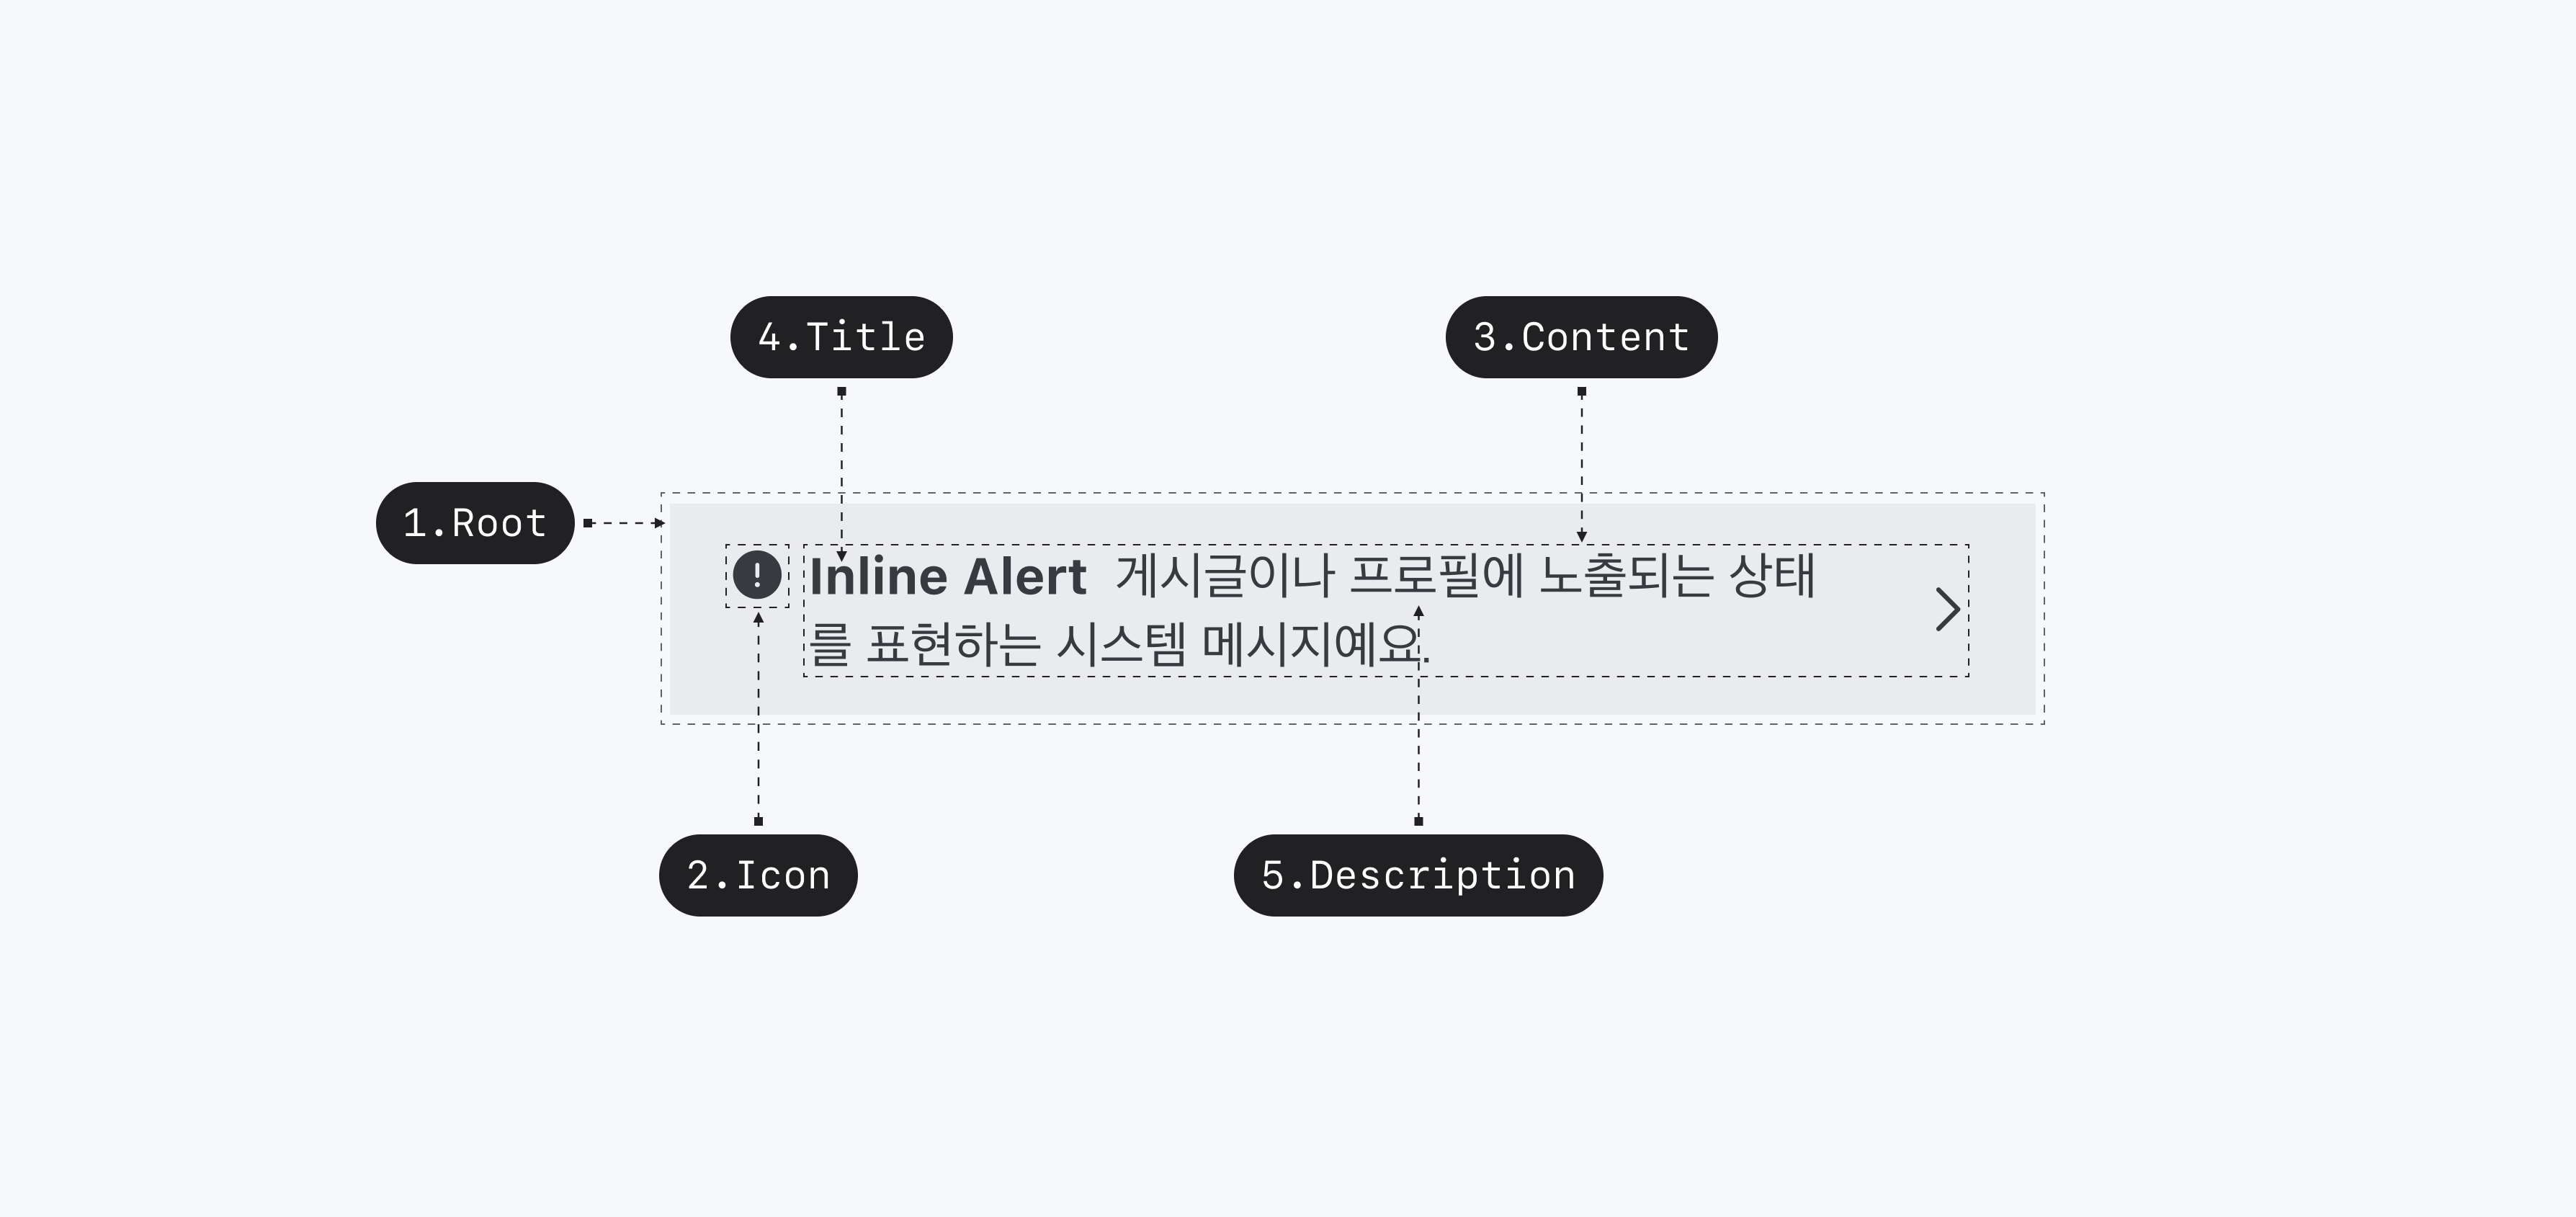 4.Title
3.Content
1.Root
Inline Alert 게시글이나 프로필에 노출되는 상태
를 표현하는 시스템 메시지예요.
2.Icon
5.Description